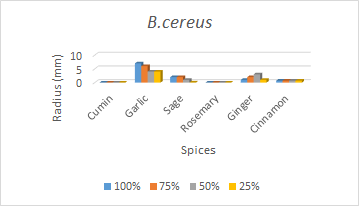 B.cereus
Radius (mm)
10
5
0
Cumin
Garlic
Sage
Rosemary
Ginger
Cinnamon
Spices
100% 75% 50% 25%